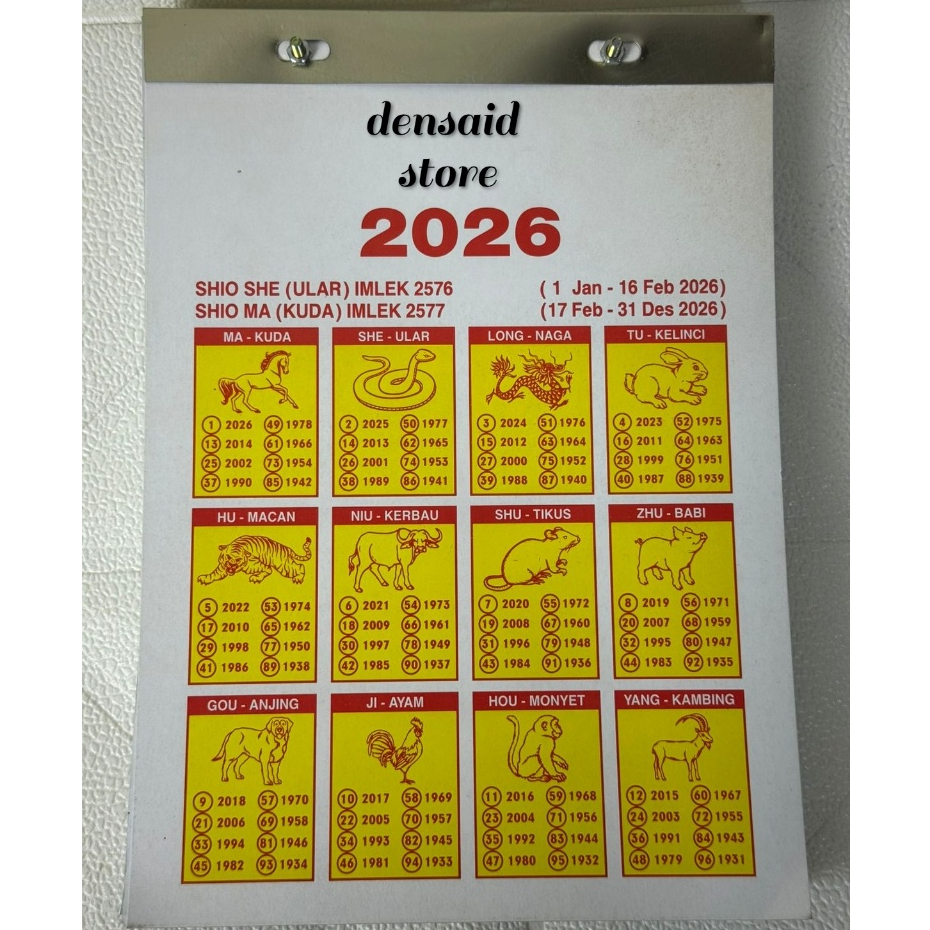 densaid
store
2026
SHIO SHE (ULAR) IMLEK 2576 ( 1 Jan - 16 Feb 2026)
SHIO MA (KUDA) IMLEK 2577 (17 Feb - 31 Des 2026)
MA - KUDA
1 2026 49 1978
13 2014 61 1966
25 2002 73 1954
37 1990 85 1942
SHE - ULAR
2 2025 50 1977
14 2013 62 1965
26 2001 74 1953
38 1989 86 1941
LONG - NAGA
3 2024 51 1976
15 2012 63 1964
27 2000 75 1952
39 1988 87 1940
TU - KELINCI
4 2023 52 1975
16 2011 64 1963
28 1999 76 1951
40 1987 88 1939
HU - MACAN
5 2022 53 1974
17 2010 65 1962
29 1998 77 1950
41 1986 89 1938
NIU - KERBAU
6 2021 54 1973
18 2009 66 1961
30 1997 78 1949
42 1985 90 1937
SHU - TIKUS
7 2020 55 1972
19 2008 67 1960
31 1996 79 1948
43 1984 91 1936
ZHU - BABI
8 2019 56 1971
20 2007 68 1959
32 1995 80 1947
44 1983 92 1935
GOU - ANJING
9 2018 57 1970
21 2006 69 1958
33 1994 81 1946
45 1982 93 1934
JI - AYAM
10 2017 58 1969
22 2005 70 1957
34 1993 82 1945
46 1981 94 1933
HOU - MONYET
11 2016 59 1968
23 2004 71 1956
35 1992 83 1944
47 1980 95 1932
YANG - KAMBING
12 2015 60 1967
24 2003 72 1955
36 1991 84 1943
48 1979 96 1931